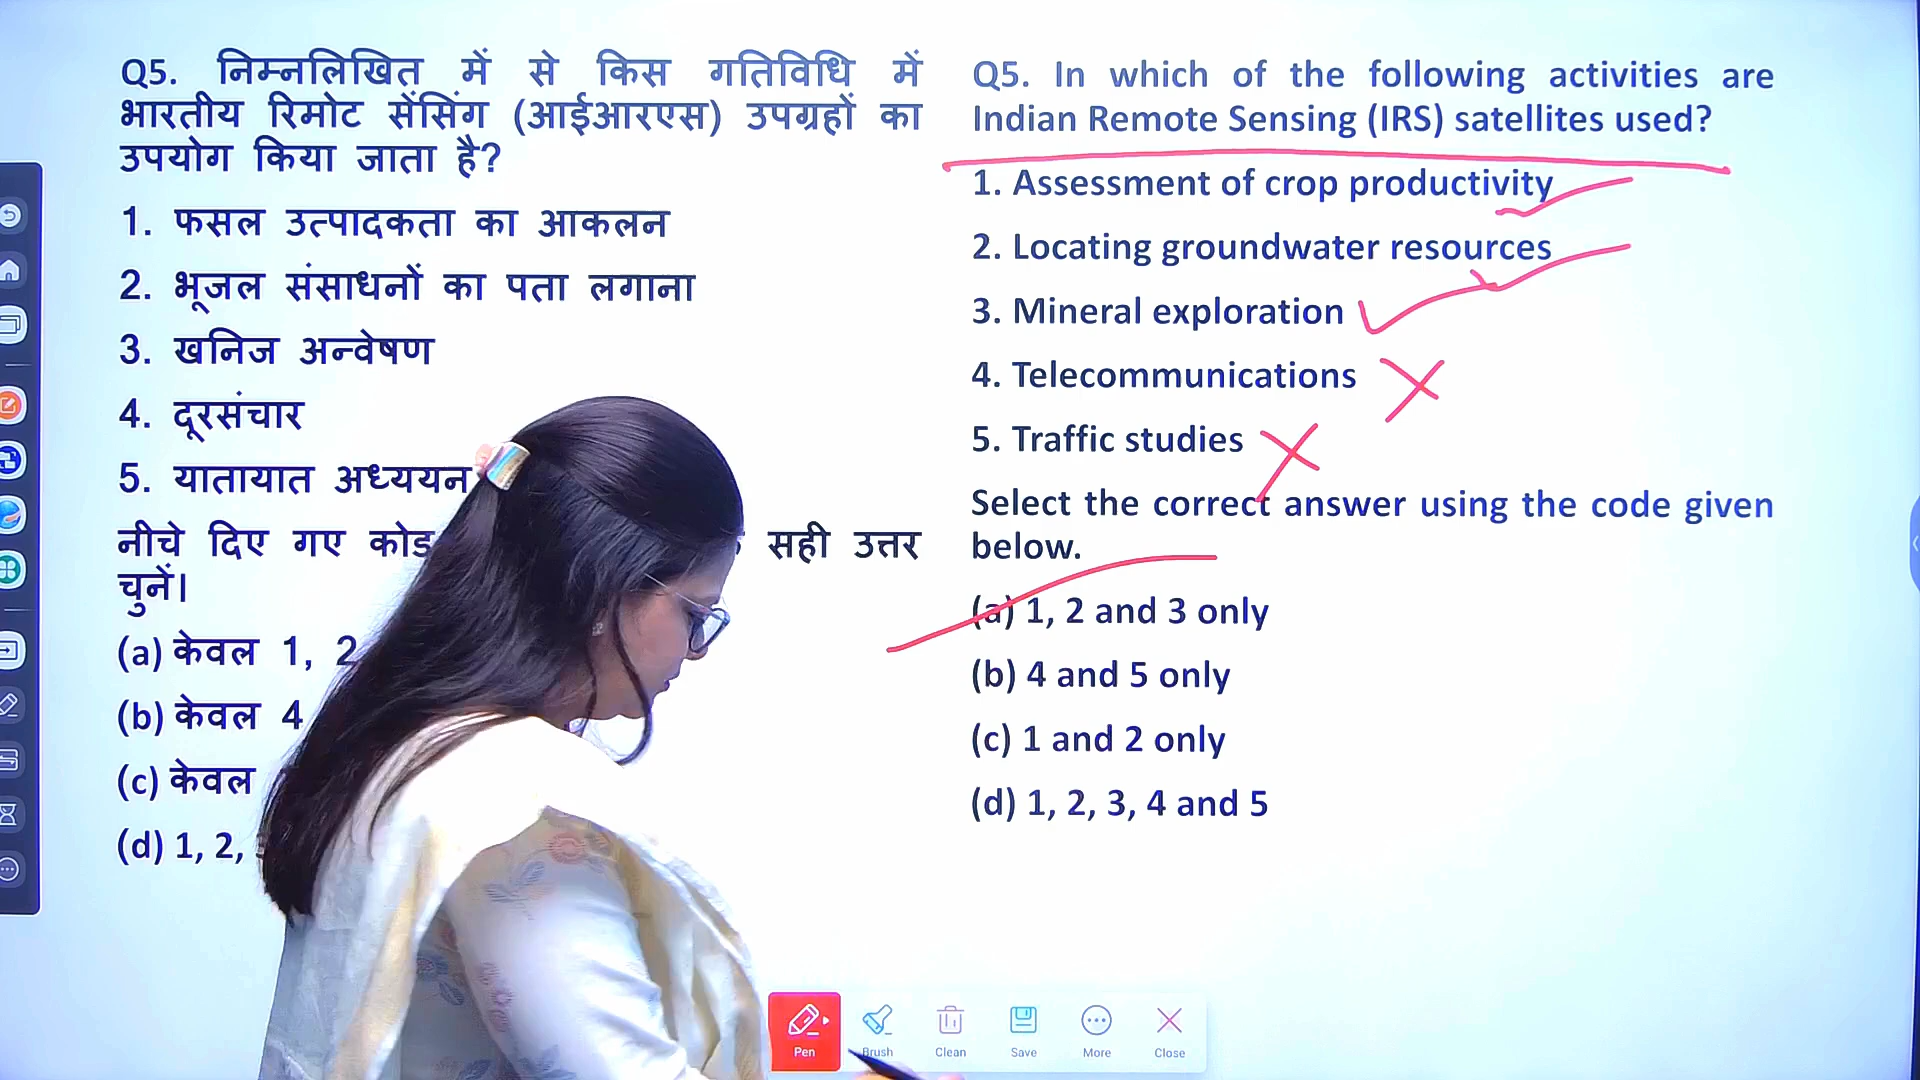 Q5. निम्नलिखित में से किस गतिविधि में
भारतीय रिमोट सेंसिंग (आईआरएस) उपग्रहों का
उपयोग किया जाता है?
1. फसल उत्पादकता का आकलन
2. भूजल संसाधनों का पता लगाना
3. खनिज अन्वेषण
4. दूरसंचार
5. यातायात अध्ययन
नीचे दिए गए कोड सही उत्तर
चुनें।
(a) केवल 1, 2
(b) केवल 4
(c) केवल
(d) 1, 2,
Q5. In which of the following activities are
Indian Remote Sensing (IRS) satellites used?
1. Assessment of crop productivity
2. Locating groundwater resources
3. Mineral exploration
4. Telecommunications
5. Traffic studies
Select the correct answer using the code given
below.
(a) 1, 2 and 3 only
(b) 4 and 5 only
(c) 1 and 2 only
(d) 1, 2, 3, 4 and 5
Pen Brush Clean Save More Close